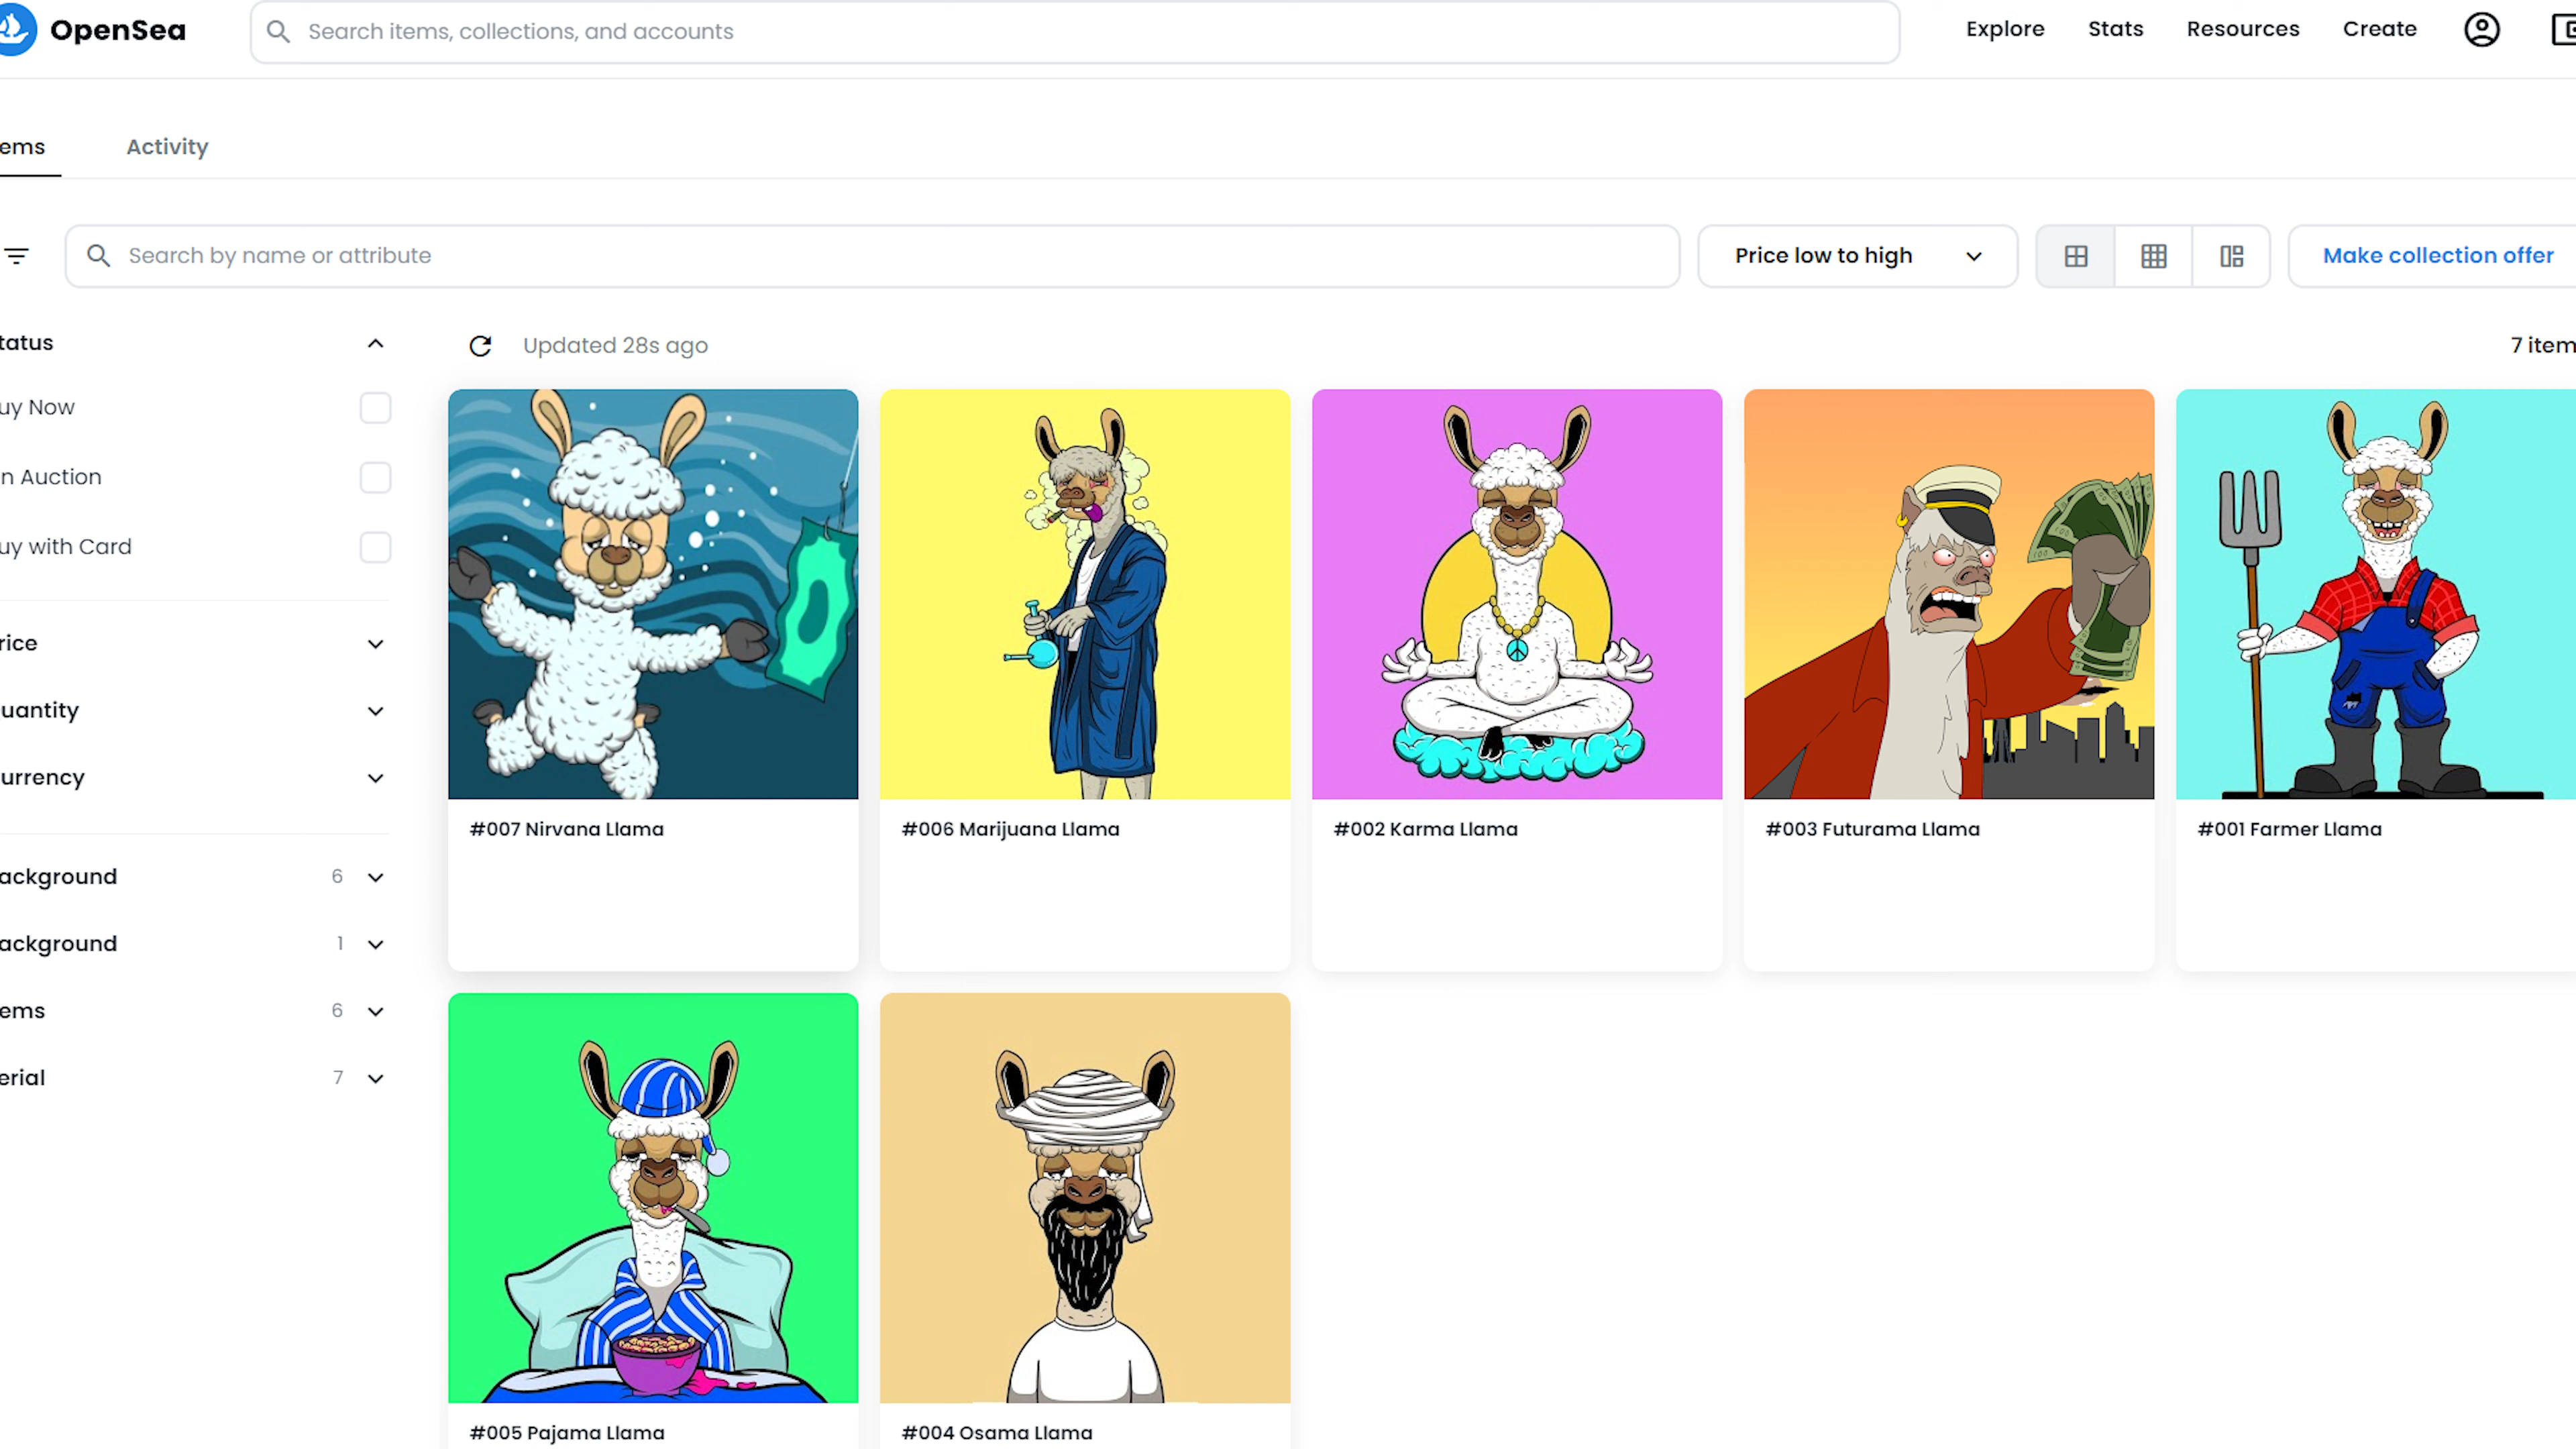 OpenSea
Search items, collections, and accounts
Explore Stats Resources Create
ems Activity
Search by name or attribute
Price low to high
Make collection offer
tatus
Updated 28s ago
7 item
uy Now
n Auction
uy with Card
rice
uantity
urrency
#007 Nirvana Llama
#006 Marijuana Llama
#002 Karma Llama
#003 Futurama Llama
#001 Farmer Llama
ackground 6
ackground 1
ems 6
erial 7
#005 Pajama Llama
#004 Osama Llama